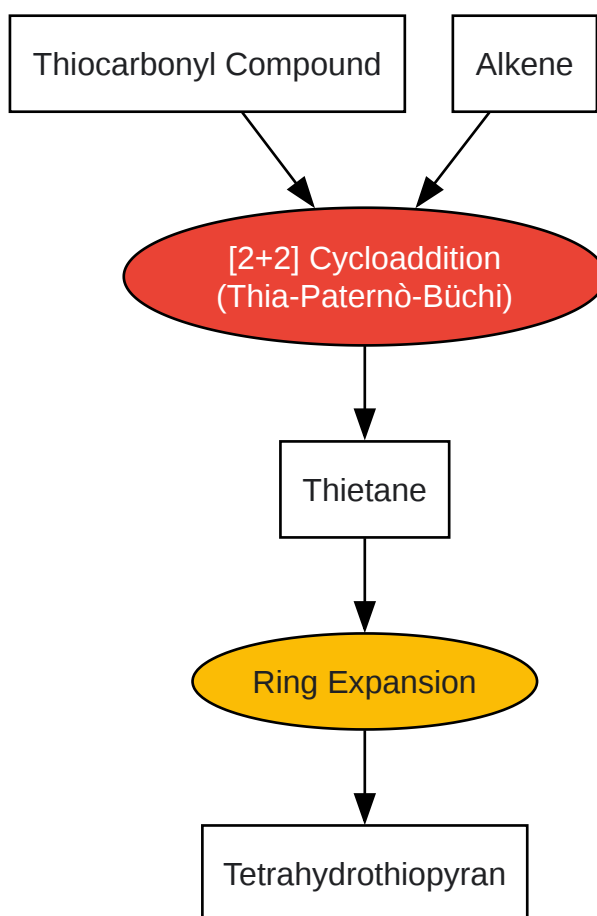 Thiocarbonyl Compound
Alkene
[2+2] Cycloaddition
(Thia-Paternò-Büchi)
Thietane
Ring Expansion
Tetrahydrothiopyran